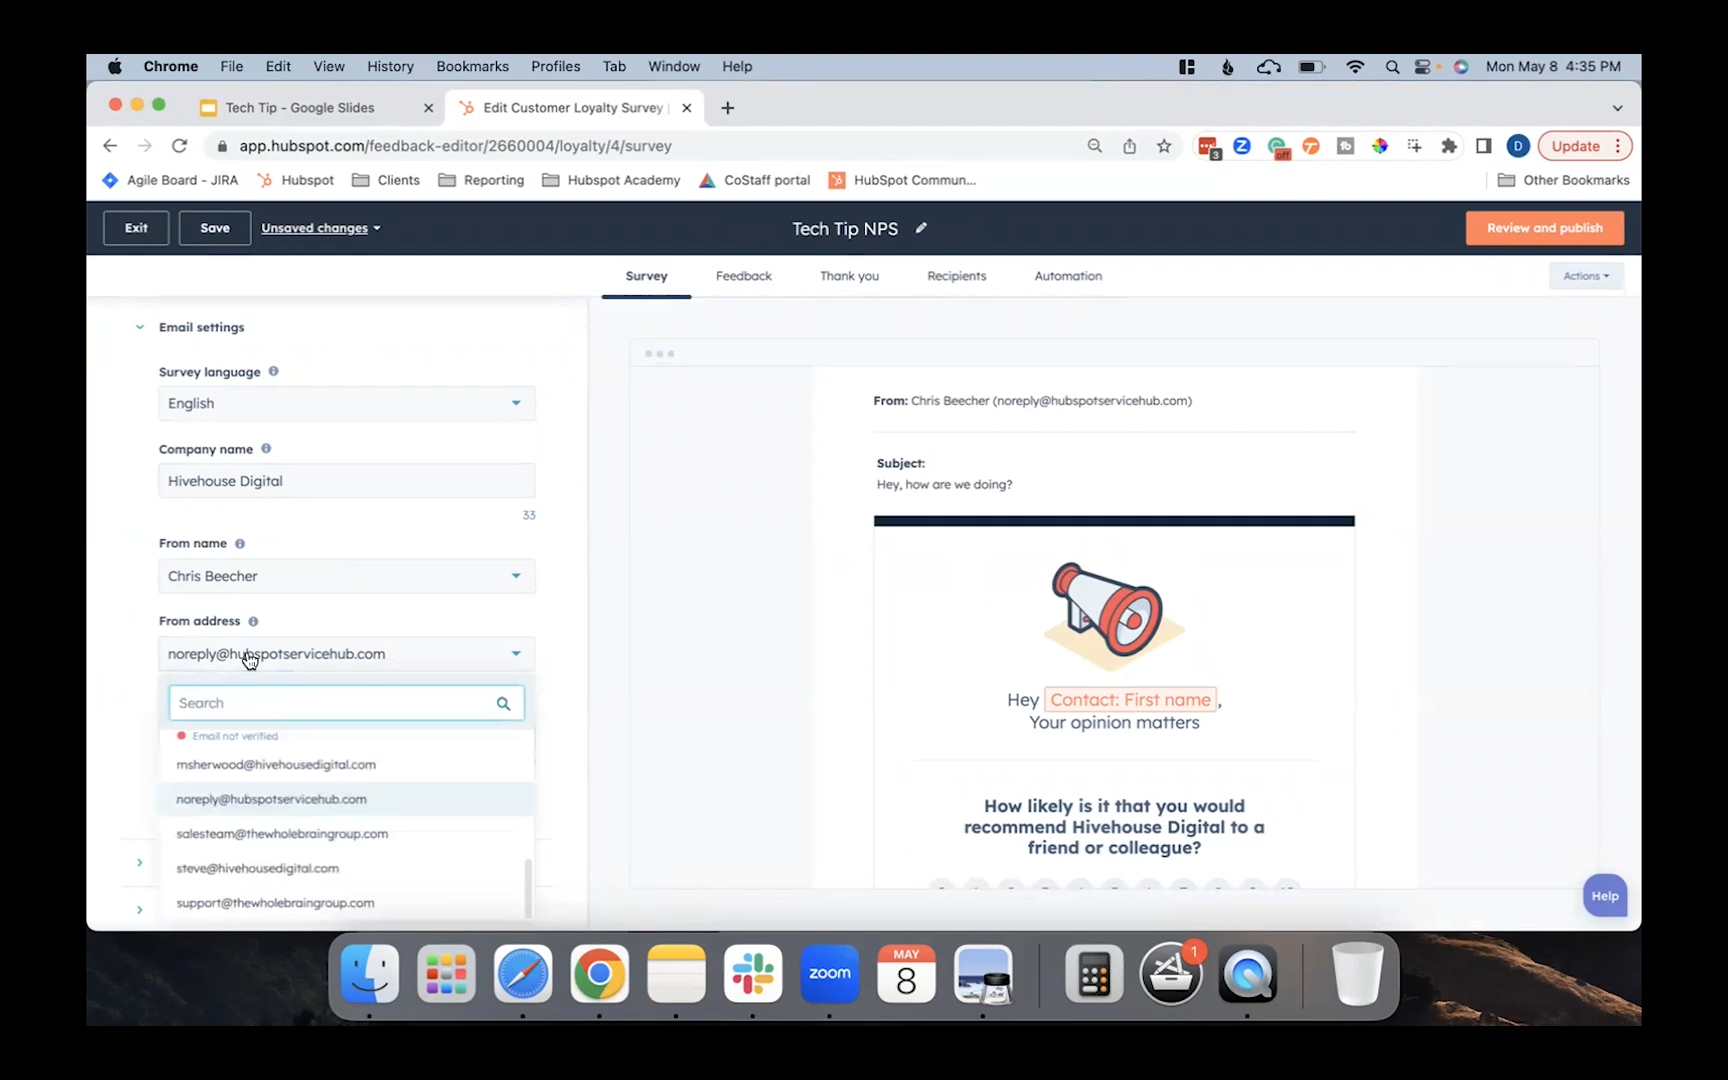 Chrome File Edit View History Bookmarks Profiles Tab Window Help Mon May 8 4:35 PM
Tech Tip - Google Slides Edit Customer Loyalty Survey |
app.hubspot.com/feedback-editor/2660004/loyalty/4/survey 3 off D Update
Agile Board - JIRA Hubspot Clients Reporting Hubspot Academy CoStaff portal HubSpot Commun... Other Bookmarks
Exit Save Unsaved changes Tech Tip NPS Review and publish
Survey Feedback Thank you Recipients Automation Actions
Email settings
Survey language
English
Company name
Hivehouse Digital
33
From name
Chris Beecher
From address
noreply@hubspotservicehub.com
Search
Email not verified
msherwood@hivehousedigital.com
noreply@hubspotservicehub.com
salesteam@thewholebraingroup.com
steve@hivehousedigital.com
support@thewholebraingroup.com
From: Chris Beecher (noreply@hubspotservicehub.com)
Subject:
Hey, how are we doing?
Hey Contact: First name ,
Your opinion matters
How likely is it that you would
recommend Hivehouse Digital to a
friend or colleague?
Help
zoom MAY 8 1